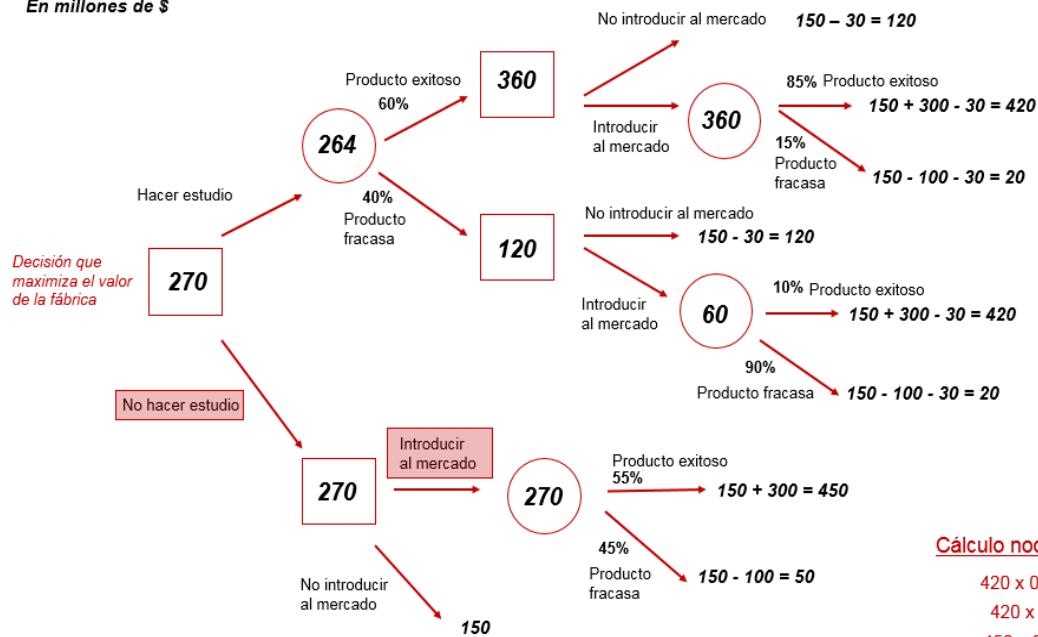 En millones de $
No introducir al mercado
150 – 30 = 120
Producto exitoso
60%
360
85% Producto exitoso
150 + 300 - 30 = 420
Introducir
al mercado
360
15%
Producto
fracasa
150 - 100 - 30 = 20
264
Hacer estudio
40%
Producto
fracasa
No introducir al mercado
150 - 30 = 120
120
Decisión que
maximiza el valor
de la fábrica
270
Introducir
al mercado
60
10% Producto exitoso
150 + 300 - 30 = 420
90%
Producto fracasa
150 - 100 - 30 = 20
No hacer estudio
Introducir
al mercado
270
270
Producto exitoso
55%
150 + 300 = 450
45%
Producto
fracasa
150 - 100 = 50
No introducir
al mercado
150
Cálculo
420 x
420 x